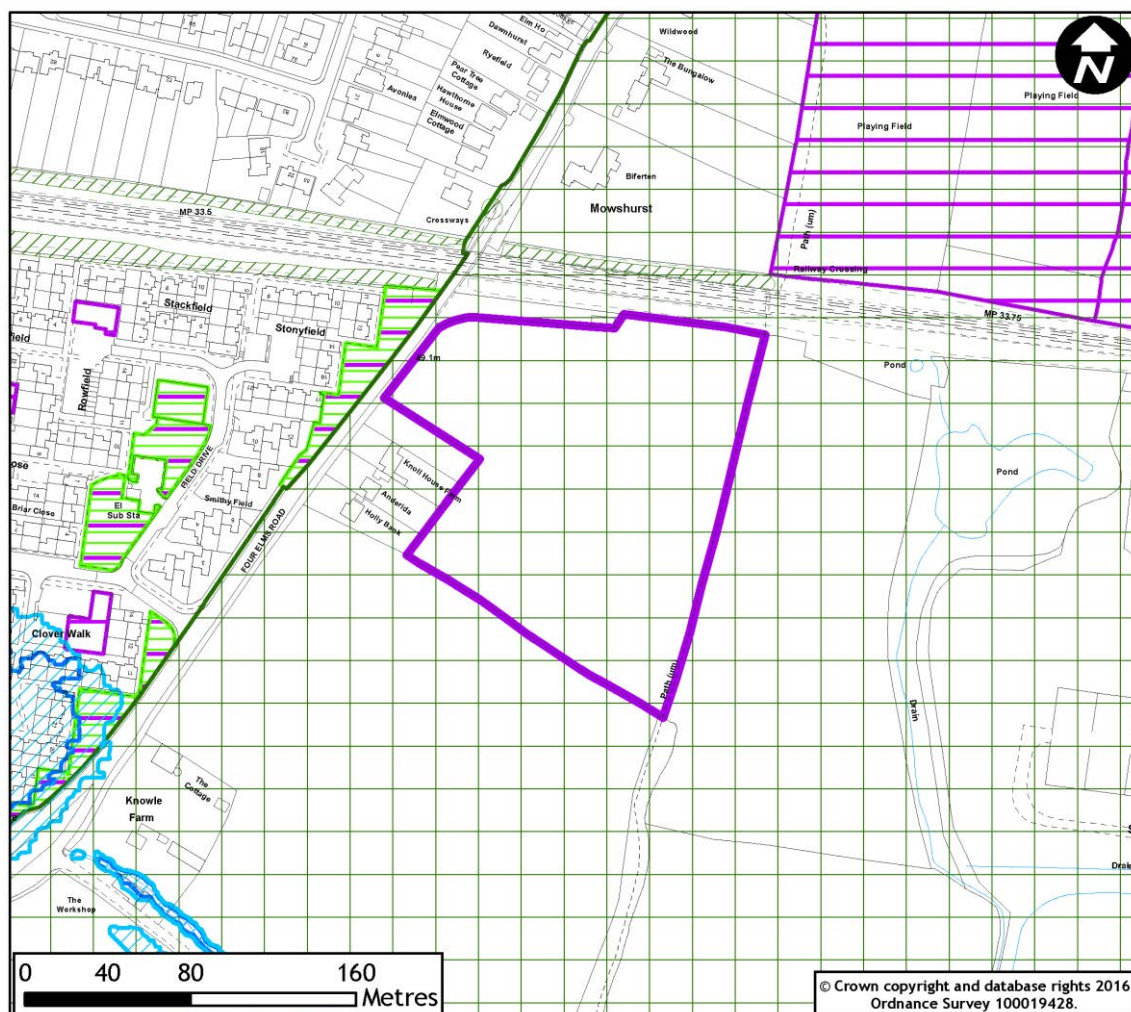 Elm Ho
Dawnhurst
Ryefield
Pear Tree
Cottage
Hawthorne
House
Elmwood
Cottage
Avonlea
Wildwood
The Bungalow
N
Playing Field
Playing Field
Biferten
Mowshurst
Crossways
MP 33.5
Path (um)
Railway Crossing
MP 33.75
Stackfield
Stonyfield
field
Rowfield
49.1m
Pond
Pond
ose
Briar Close
El
Sub Sta
FIELD DRIVE
Smithy Field
Knoll House Farm
Anderida
Holly Bank
FOUR ELMS ROAD
Clover Walk
Path (um)
Drain
The
Cottage
Knowle
Farm
The
Workshop
S
Drain
0 40 80 160
Metres
© Crown copyright and database rights 2016
Ordnance Survey 100019428.